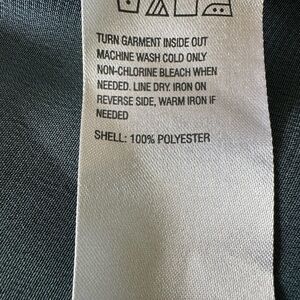 TURN GARMENT INSIDE OUT
MACHINE WASH COLD ONLY
NON-CHLORINE BLEACH WHEN
NEEDED. LINE DRY. IRON ON
REVERSE SIDE, WARM IRON IF
NEEDED
SHELL: 100% POLYESTER